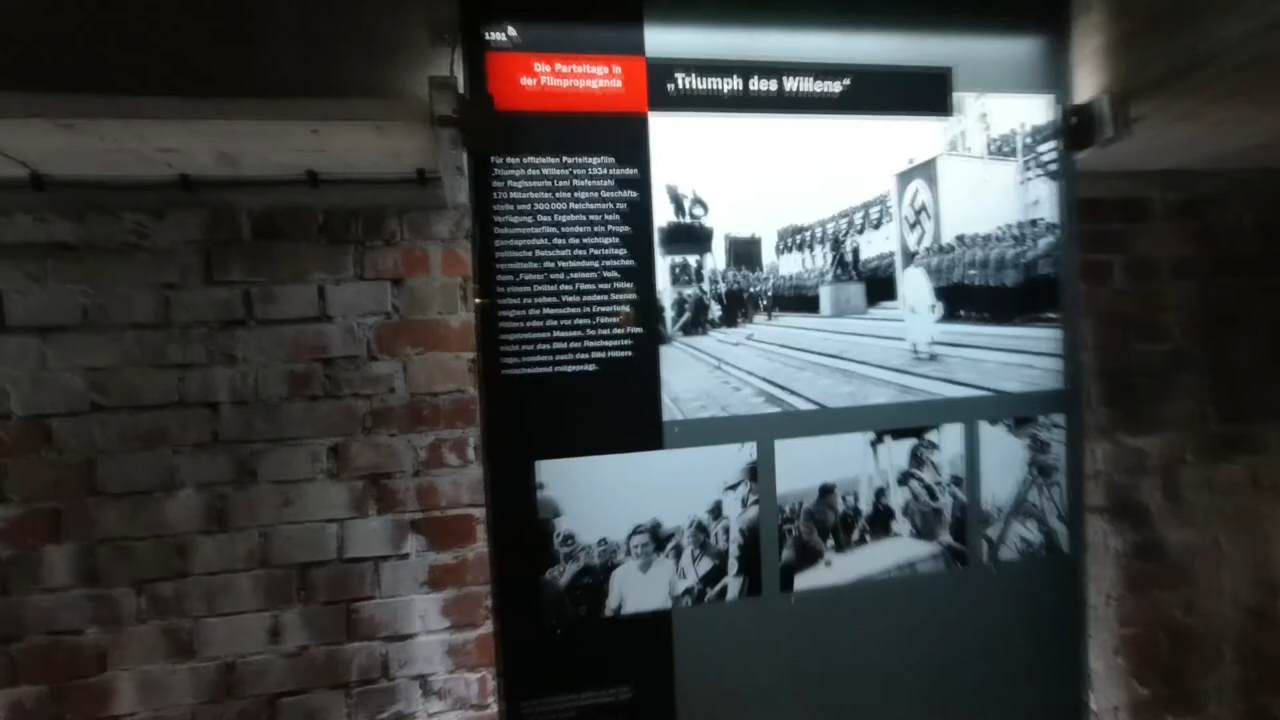 1302
Die Parteitage in
der Filmpropaganda
„Triumph des Willens“
Für den offiziellen Parteitagsfilm
„Triumph des Willens“ von 1934 standen
der Regisseurin Leni Riefenstahl
170 Mitarbeiter, eine eigene Geschäfts-
stelle und 300 000 Reichsmark zur
Verfügung. Das Ergebnis war kein
Dokumentarfilm, sondern ein Propa-
gandaprodukt, das die wichtigste
politische Botschaft des Parteitags
vermittelte: die Verbindung zwischen
dem „Führer“ und „seinem“ Volk.
In einem Drittel des Films war Hitler
selbst zu sehen. Viele andere Szenen
zeigten die Menschen in Erwartung
Hitlers oder die vor dem „Führer“
angetretenen Massen. So hat der Film
nicht nur das Bild der Reichspartei-
tage, sondern auch das Bild Hitlers
entscheidend mitgeprägt.